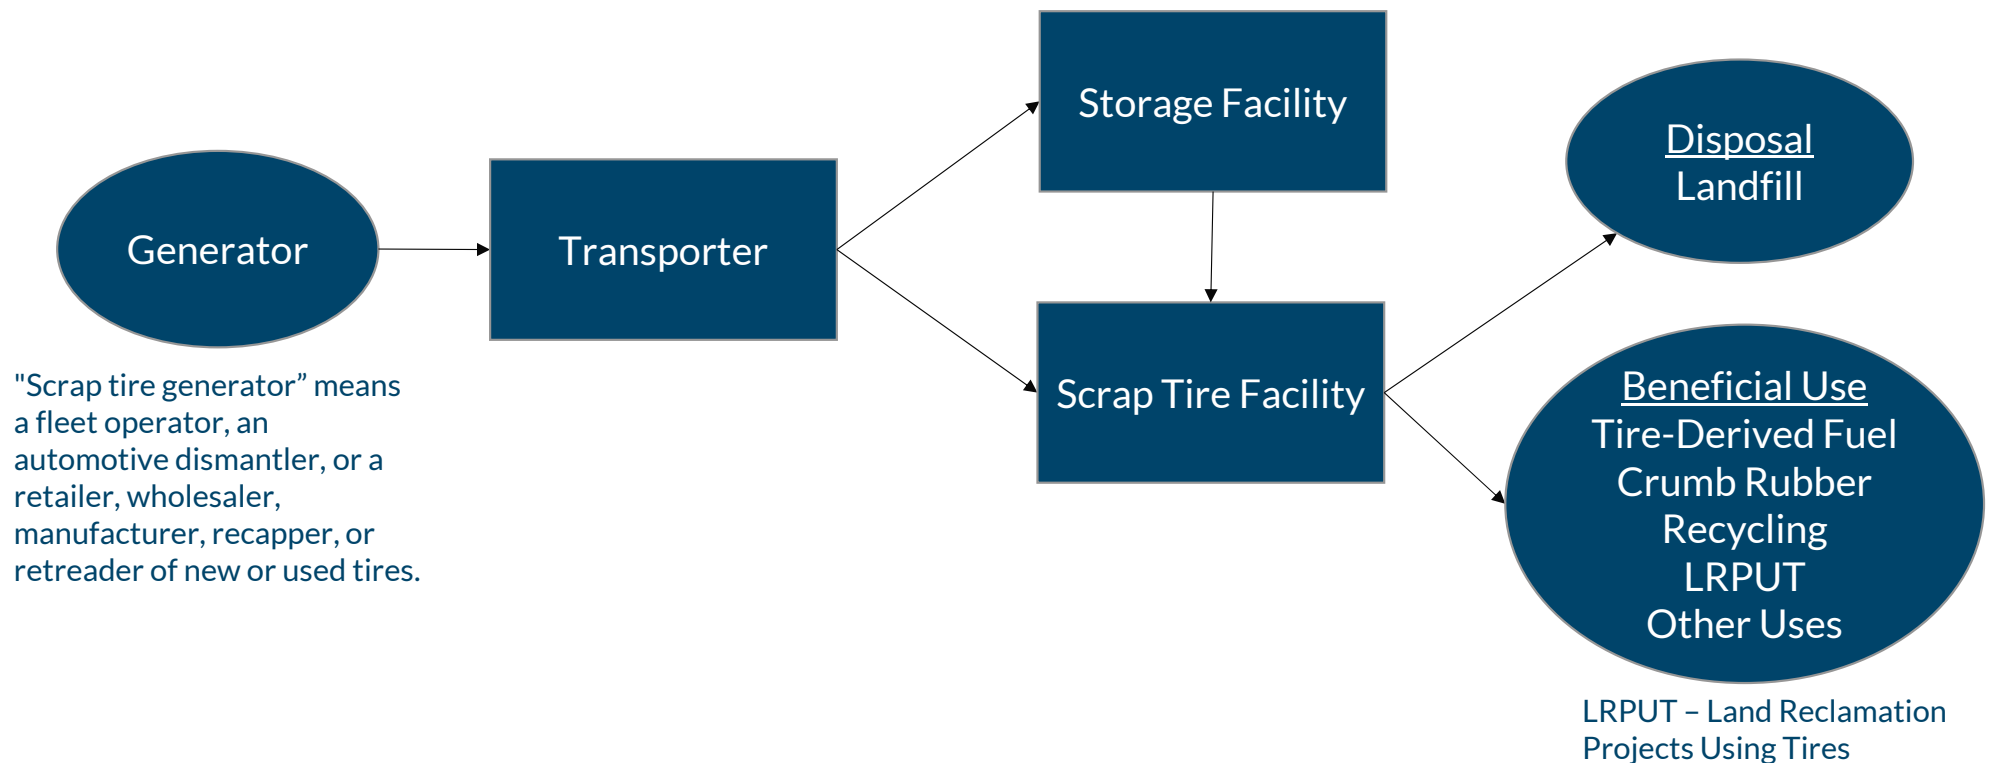 Generator
"Scrap tire generator” means
a fleet operator, an
automotive dismantler, or a
retailer, wholesaler,
manufacturer, recapper, or
retreader of new or used tires.
Transporter
Storage Facility
Scrap Tire Facility
Disposal
Landfill
Beneficial Use
Tire-Derived Fuel
Crumb Rubber
Recycling
LRPUT
Other Uses
LRPUT – Land Reclamation
Projects Using Tires